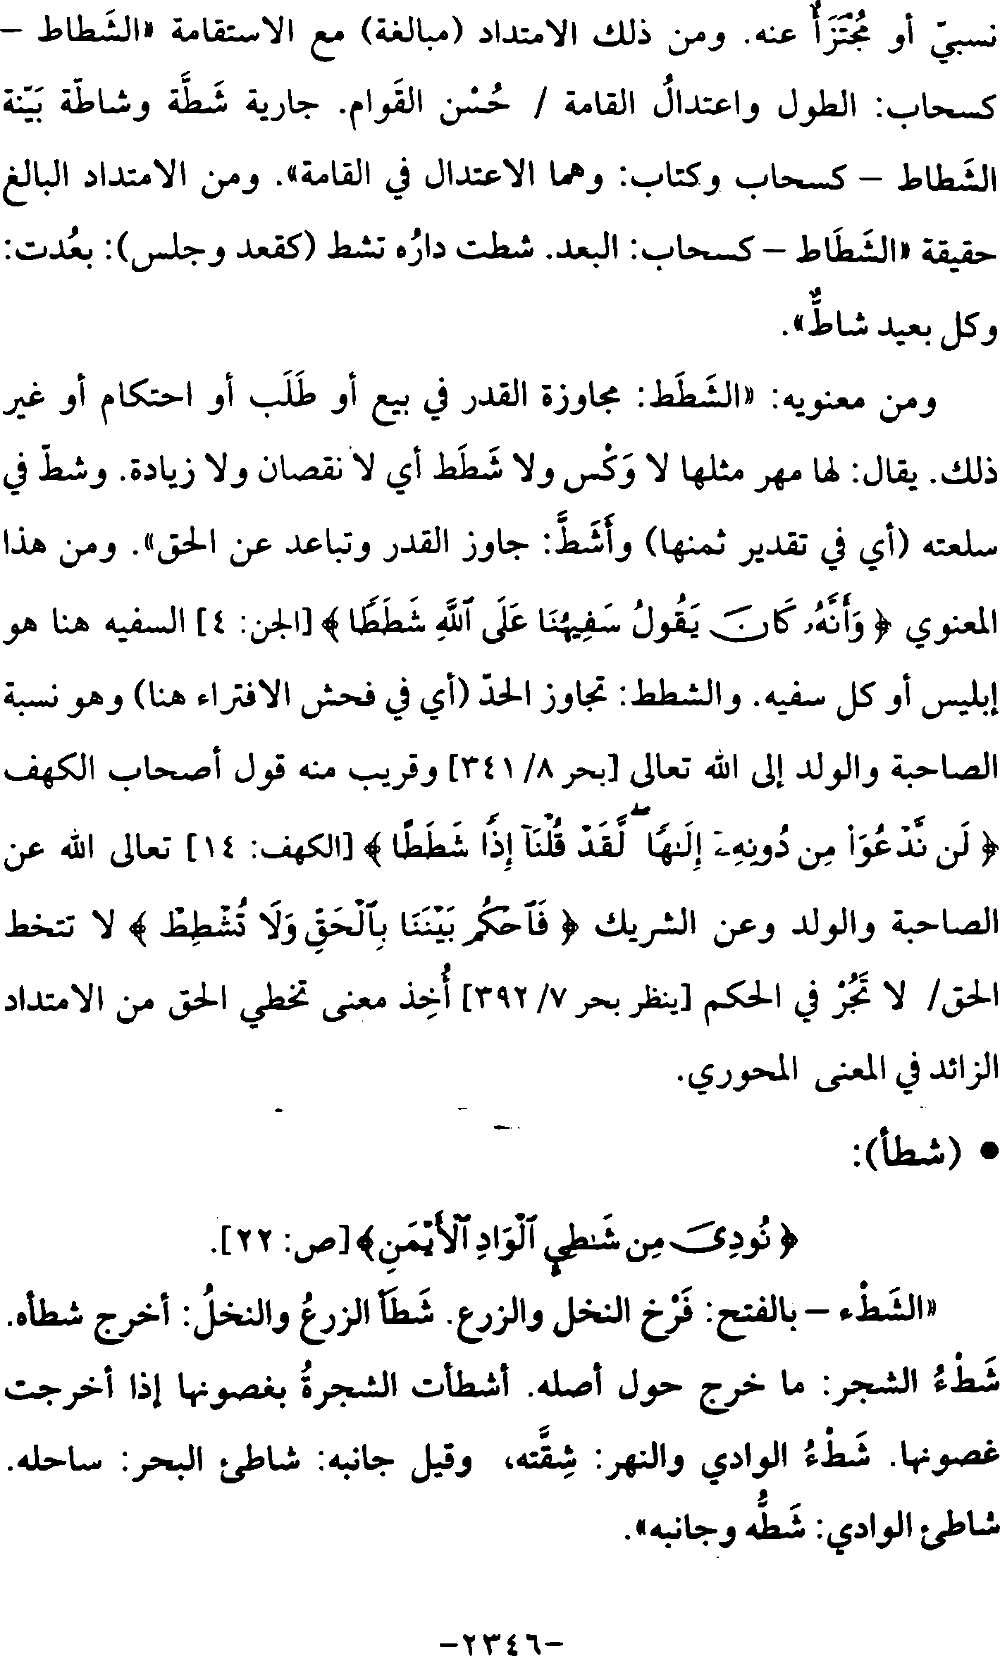 نسبيّ أو مُجْتَزَأٌ عنه. ومن ذلك الامتداد (مبالغة) مع الاستقامة «الشَّطاط –
كسحاب: الطول واعتدالُ القامة / حُسْن القَوام. جارية شَطَّة وشاطّة بَيّنة
الشَّطاط – كسحاب وكتاب: وهما الاعتدال في القامة». ومن الامتداد البالغ
حقيقة «الشَّطَاط – كسحاب: البعد. شطت دارُه تشط (كقعد وجلس): بعُدت:
وكل بعيد شاطٌّ».
ومن معنويه: «الشَّطَط: مجاوزة القدر في بيع أو طَلَب أو احتكام أو غير
ذلك. يقال: لها مهر مثلها لا وَكْس ولا شَطَط أي لا نقصان ولا زيادة. وشطّ في
سلعته (أي في تقدير ثمنها) وأَشَطَّ: جاوز القدر وتباعد عن الحق». ومن هذا
المعنوي ﴿ وَأَنَّهُۥ كَانَ يَقُولُ سَفِيهُنَا عَلَى ٱللَّهِ شَطَطًا ﴾ [الجن: ٤] السفيه هنا هو
إبليس أو كل سفيه. والشطط: تجاوز الحدّ (أي في فحش الافتراء هنا) وهو نسبة
الصاحبة والولد إلى الله تعالى [بحر ٨/ ٣٤١] وقريب منه قول أصحاب الكهف
﴿ لَن نَّدْعُوَا۟ مِن دُونِهِۦٓ إِلَـٰهًا ۖ لَّقَدْ قُلْنَآ إِذًا شَطَطًا ﴾ [الكهف: ١٤] تعالى الله عن
الصاحبة والولد وعن الشريك ﴿ فَٱحْكُم بَيْنَنَا بِٱلْحَقِّ وَلَا تُشْطِطْ ﴾ لا تتخط
الحق/ لا تَجُرْ في الحكم [ينظر بحر ٧/ ٣٩٢] أُخِذ معنى تخطي الحق من الامتداد
الزائد في المعنى المحوري.
• (شطأ):
﴿ نُودِىَ مِن شَـٰطِئِ ٱلْوَادِ ٱلْأَيْمَنِ ﴾ [ص: ٢٢].
«الشَطْء – بالفتح: فَرْخ النخل والزرع. شَطَأ الزرعُ والنخلُ: أخرج شطأه.
شَطْءُ الشجر: ما خرج حول أصله. أشطأت الشجرةُ بغصونها إذا أخرجت
غصونها. شَطْءُ الوادي والنهر: شِقَّته، وقيل جانبه: شاطئ البحر: ساحله.
شاطئ الوادي: شَطُّه وجانبه».
-٢٣٤٦-